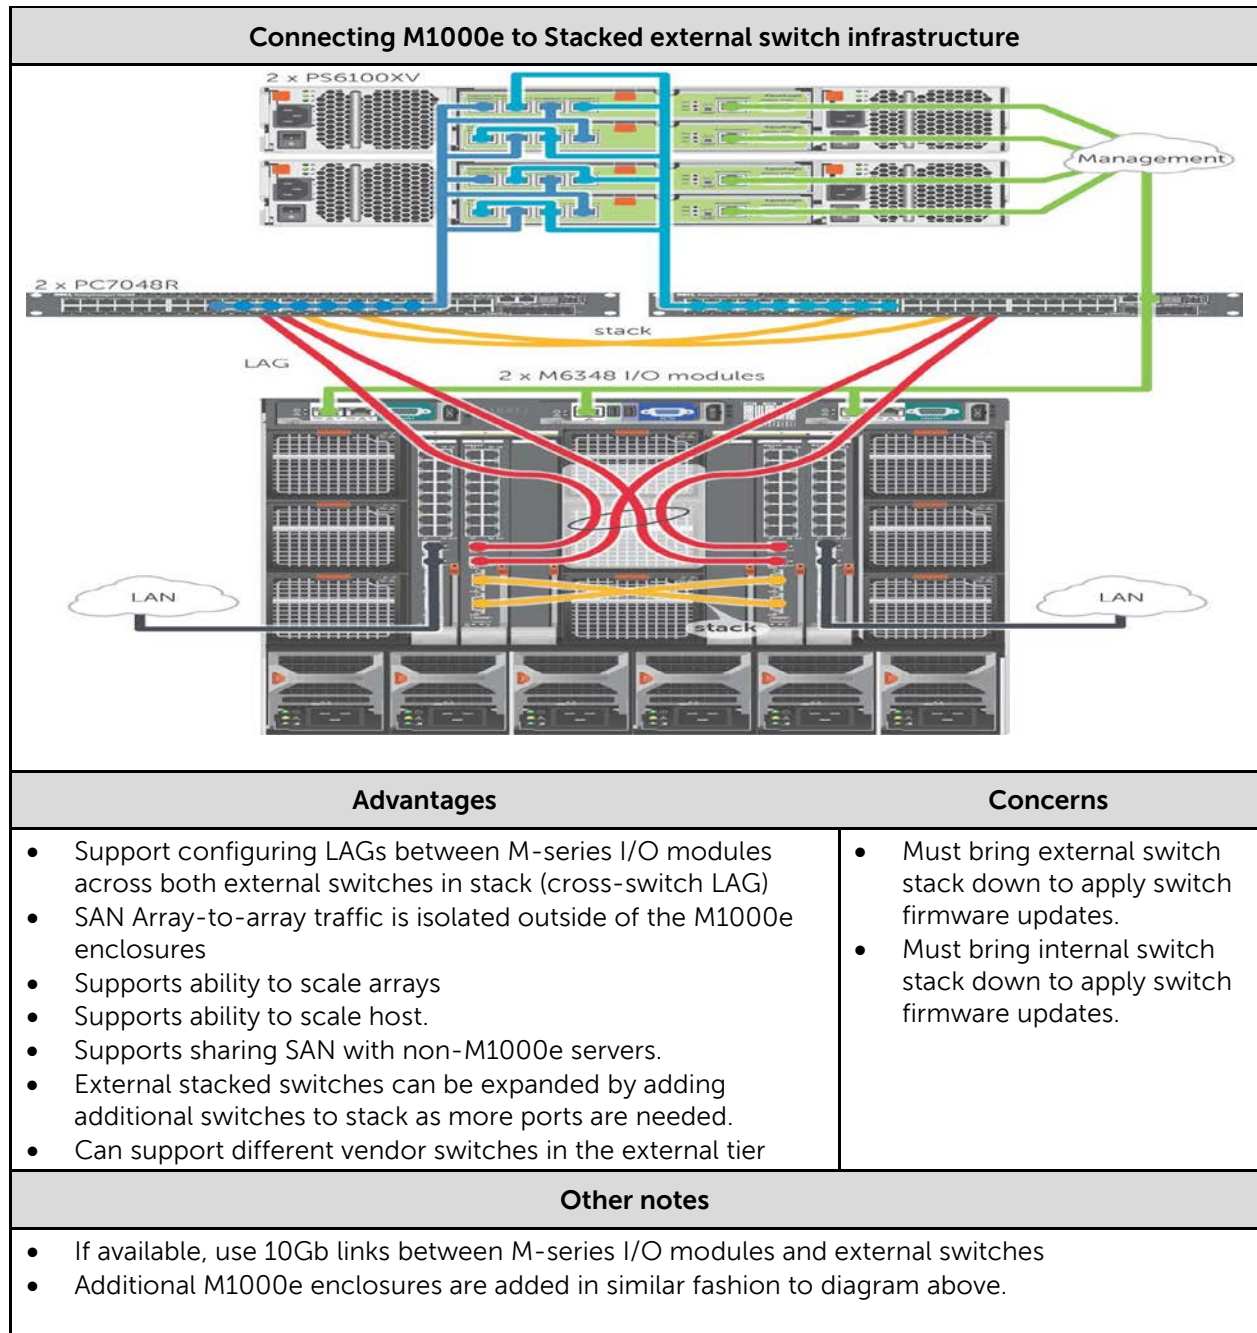 Connecting M1000e to Stacked external switch infrastructure
2 x PS6100XV
Management
2 x PC7048R
stack
LAG
2 x M6348 I/O modules
LAN
LAN
stack
Advantages
Concerns
• Support configuring LAGs between M-series I/O modules
across both external switches in stack (cross-switch LAG)
• SAN Array-to-array traffic is isolated outside of the M1000e
enclosures
• Supports ability to scale arrays
• Supports ability to scale host.
• Supports sharing SAN with non-M1000e servers.
• External stacked switches can be expanded by adding
additional switches to stack as more ports are needed.
• Can support different vendor switches in the external tier
• Must bring external switch
stack down to apply switch
firmware updates.
• Must bring internal switch
stack down to apply switch
firmware updates.
Other notes
• If available, use 10Gb links between M-series I/O modules and external switches
• Additional M1000e enclosures are added in similar fashion to diagram above.